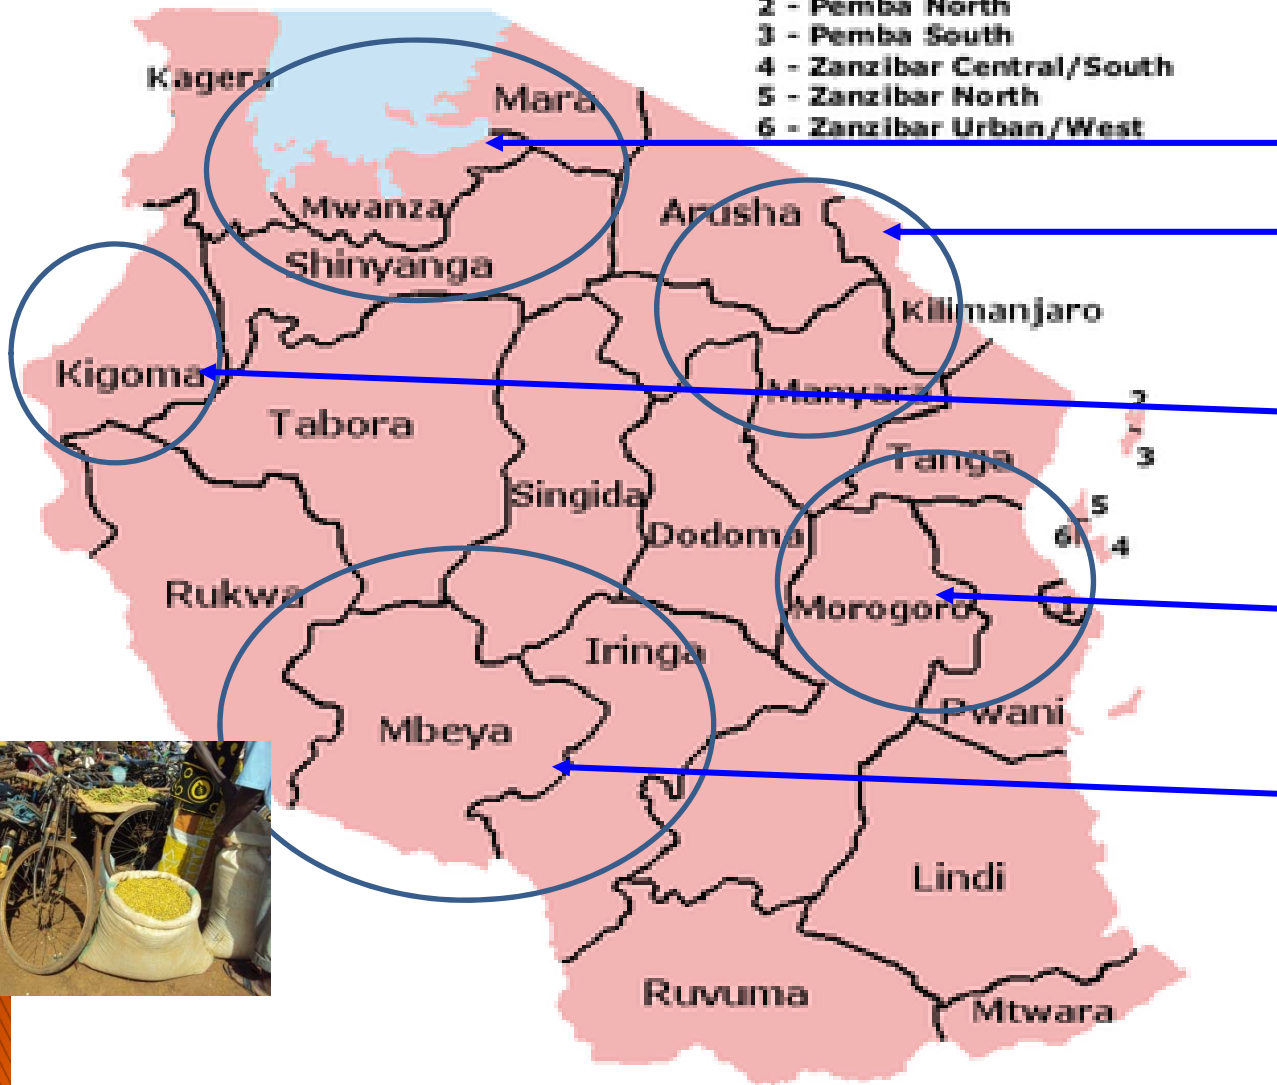 2 - Pemba North
3 - Pemba South
4 - Zanzibar Central/South
5 - Zanzibar North
6 - Zanzibar Urban/West
Kagera
Mara
Mwanza
Arusha
Shinyanga
Kilimanjaro
Kigoma
Manyara
2
Tabora
3
Tanga
Singida
5
Dodoma
6
4
Rukwa
Morogoro
1
Iringa
Pwani
Mbeya
Lindi
Ruvuma
Mtwara